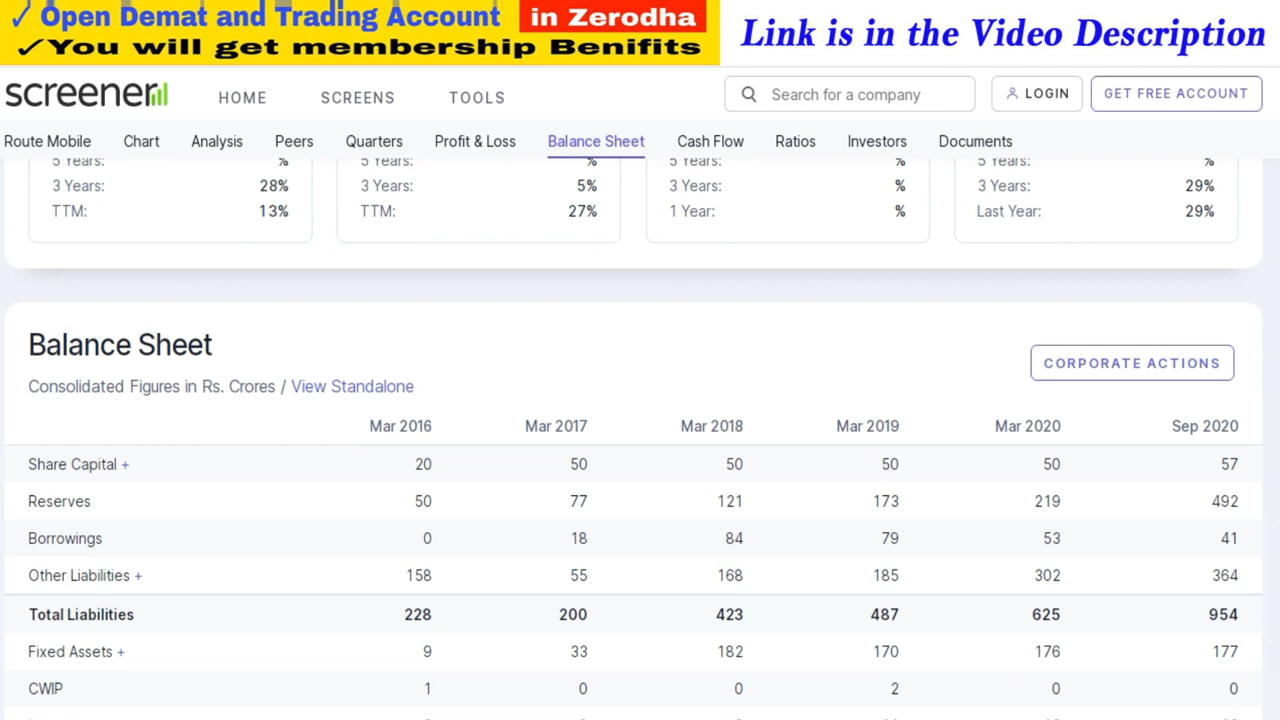 ✓ Open Demat and Trading Account in Zerodha
✓You will get membership Benifits
Link is in the Video Description
screener
HOME SCREENS TOOLS
Search for a company
LOGIN
GET FREE ACCOUNT
Route Mobile Chart Analysis Peers Quarters Profit & Loss Balance Sheet Cash Flow Ratios Investors Documents
5 Years: % 5 Years: % 5 Years: % 5 Years: %
3 Years: 28% 3 Years: 5% 3 Years: % 3 Years: 29%
TTM: 13% TTM: 27% 1 Year: % Last Year: 29%
Balance Sheet
CORPORATE ACTIONS
Consolidated Figures in Rs. Crores / View Standalone
Mar 2016 Mar 2017 Mar 2018 Mar 2019 Mar 2020 Sep 2020
Share Capital + 20 50 50 50 50 57
Reserves 50 77 121 173 219 492
Borrowings 0 18 84 79 53 41
Other Liabilities + 158 55 168 185 302 364
Total Liabilities 228 200 423 487 625 954
Fixed Assets + 9 33 182 170 176 177
CWIP 1 0 0 2 0 0